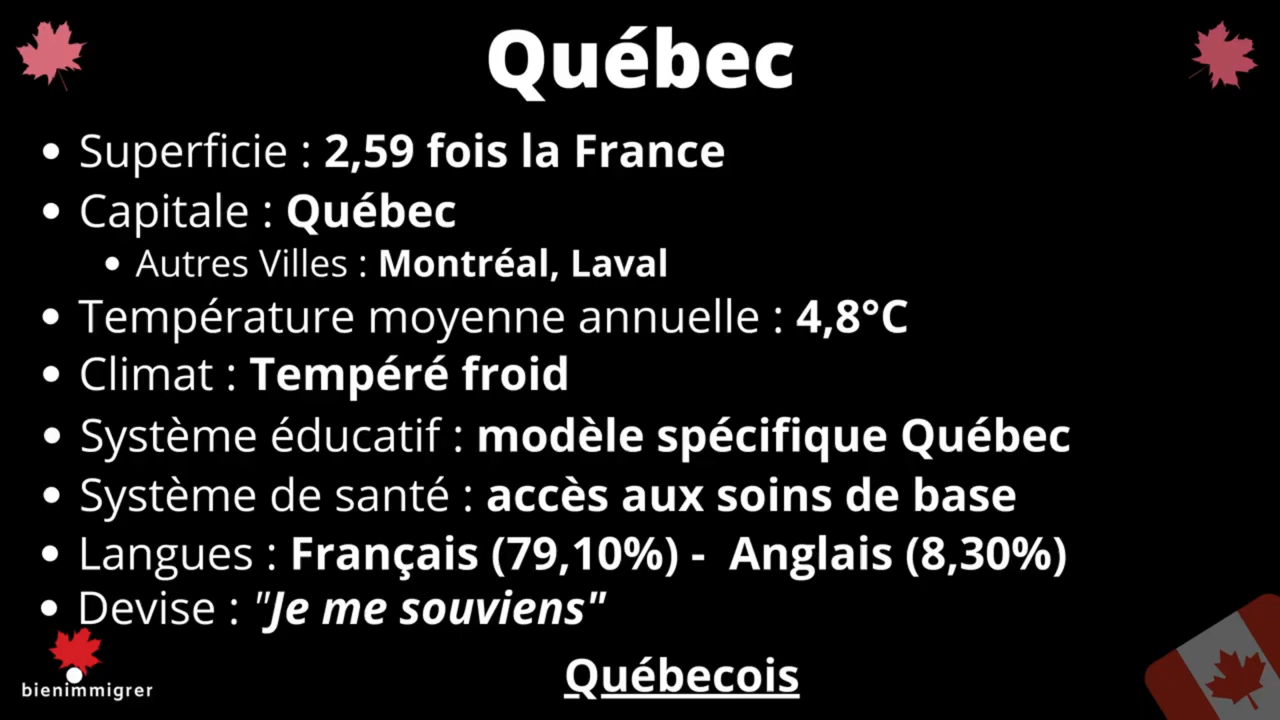 Québec
• Superficie : 2,59 fois la France
• Capitale : Québec
• Autres Villes : Montréal, Laval
• Température moyenne annuelle : 4,8°C
• Climat : Tempéré froid
• Système éducatif : modèle spécifique Québec
• Système de santé : accès aux soins de base
• Langues : Français (79,10%) - Anglais (8,30%)
• Devise : "Je me souviens"
Québecois
bienimmigrer